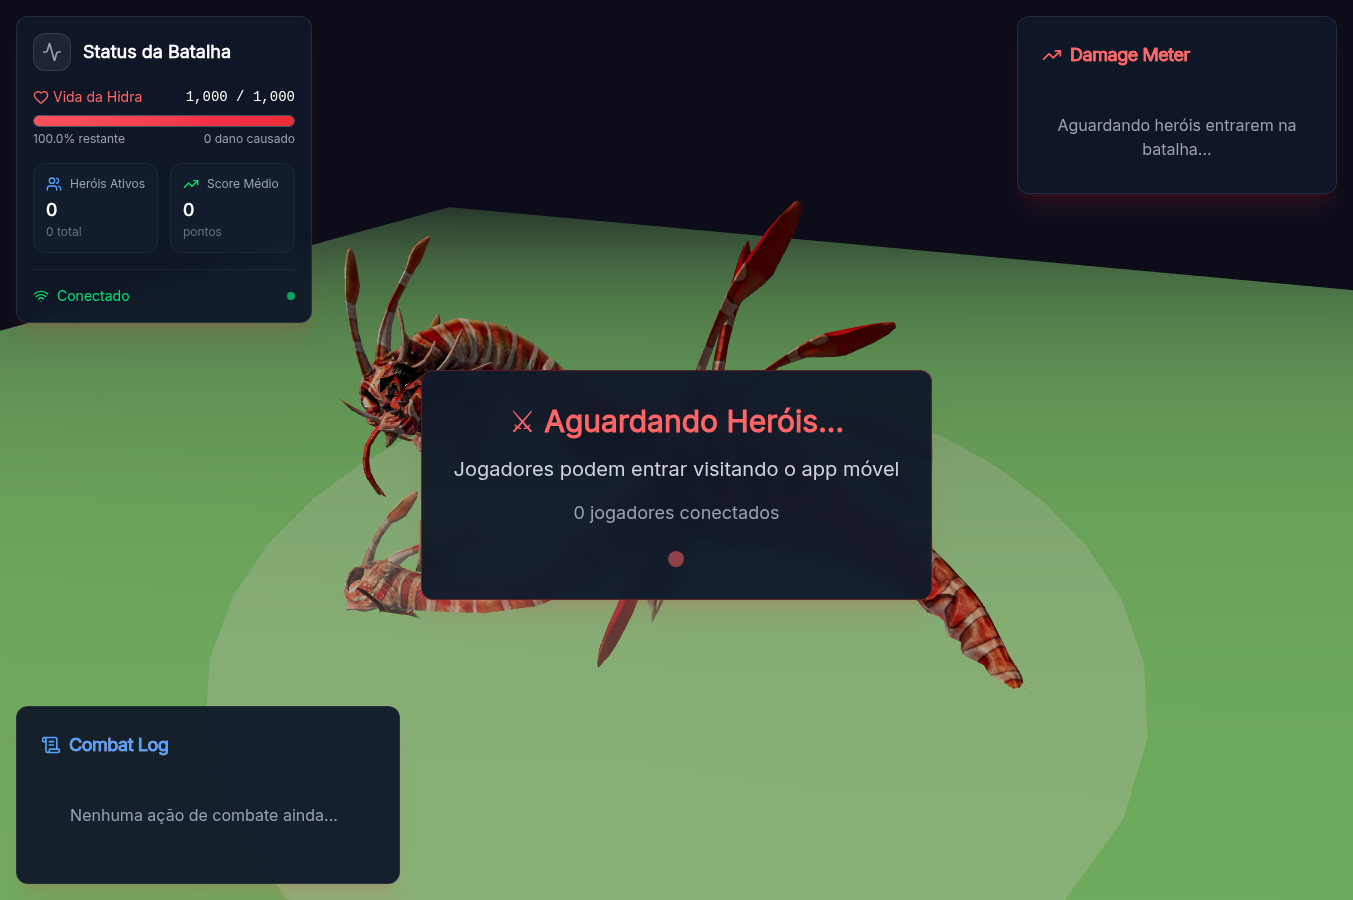 Status da Batalha
Vida da Hidra 1,000 / 1,000
100.0% restante 0 dano causado
Heróis Ativos
0
0 total
Score Médio
0
pontos
Conectado
Damage Meter
Aguardando heróis entrarem na
batalha...
⚔ Aguardando Heróis...
Jogadores podem entrar visitando o app móvel
0 jogadores conectados
Combat Log
Nenhuma ação de combate ainda...